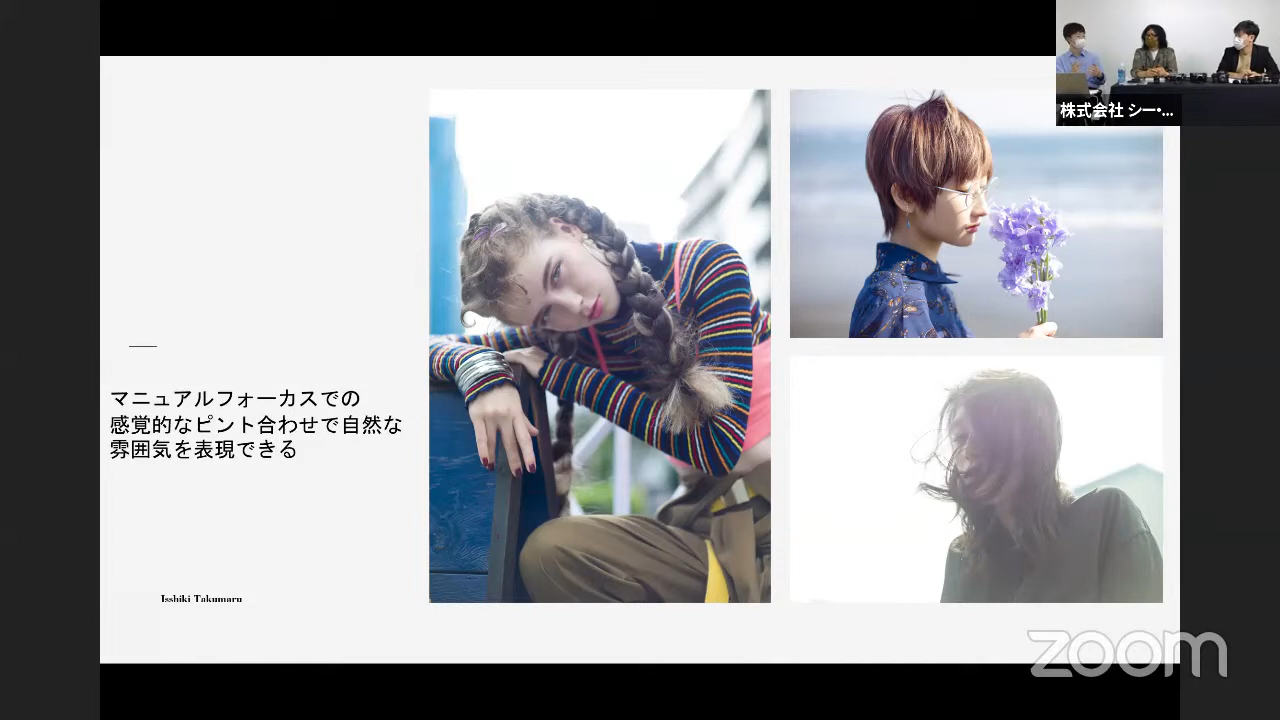 株式会社 シー・...
マニュアルフォーカスでの
感覚的なピント合わせで自然な
雰囲気を表現できる
Isshiki Takumaru
zoom